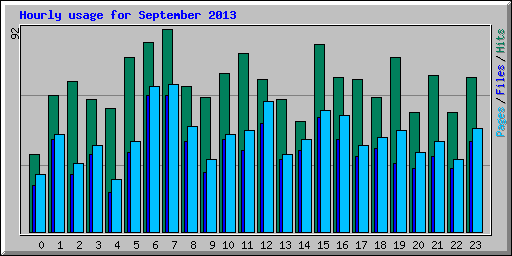 Hourly usage for September 2013
92
Pages / Files / Hits
0 1 2 3 4 5 6 7 8 9 10 11 12 13 14 15 16 17 18 19 20 21 22 23